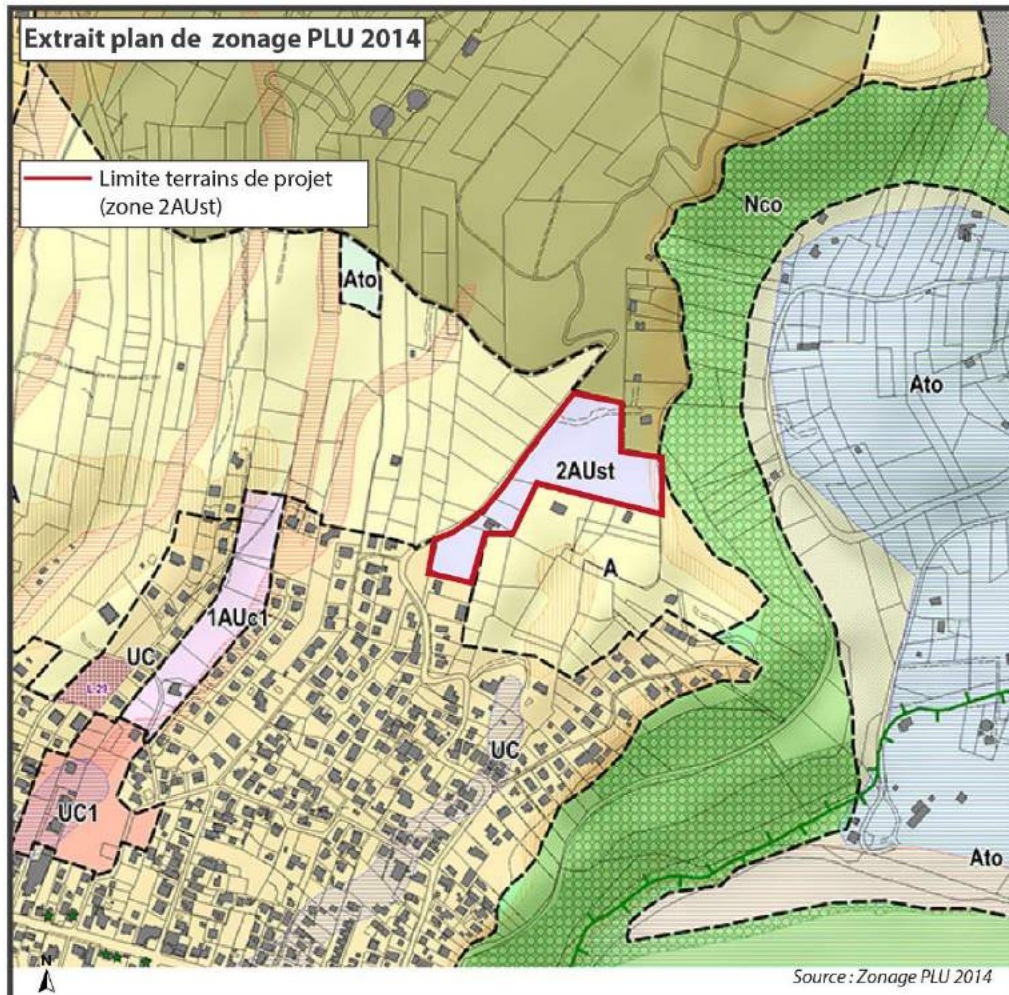 Extrait plan de zonage PLU 2014
Limite terrains de projet
(zone 2AUst)
Nco
Ato
Ato
2AUst
A
A
1AUc1
UC
L-29
UC
UC1
Ato
N
Source : Zonage PLU 2014